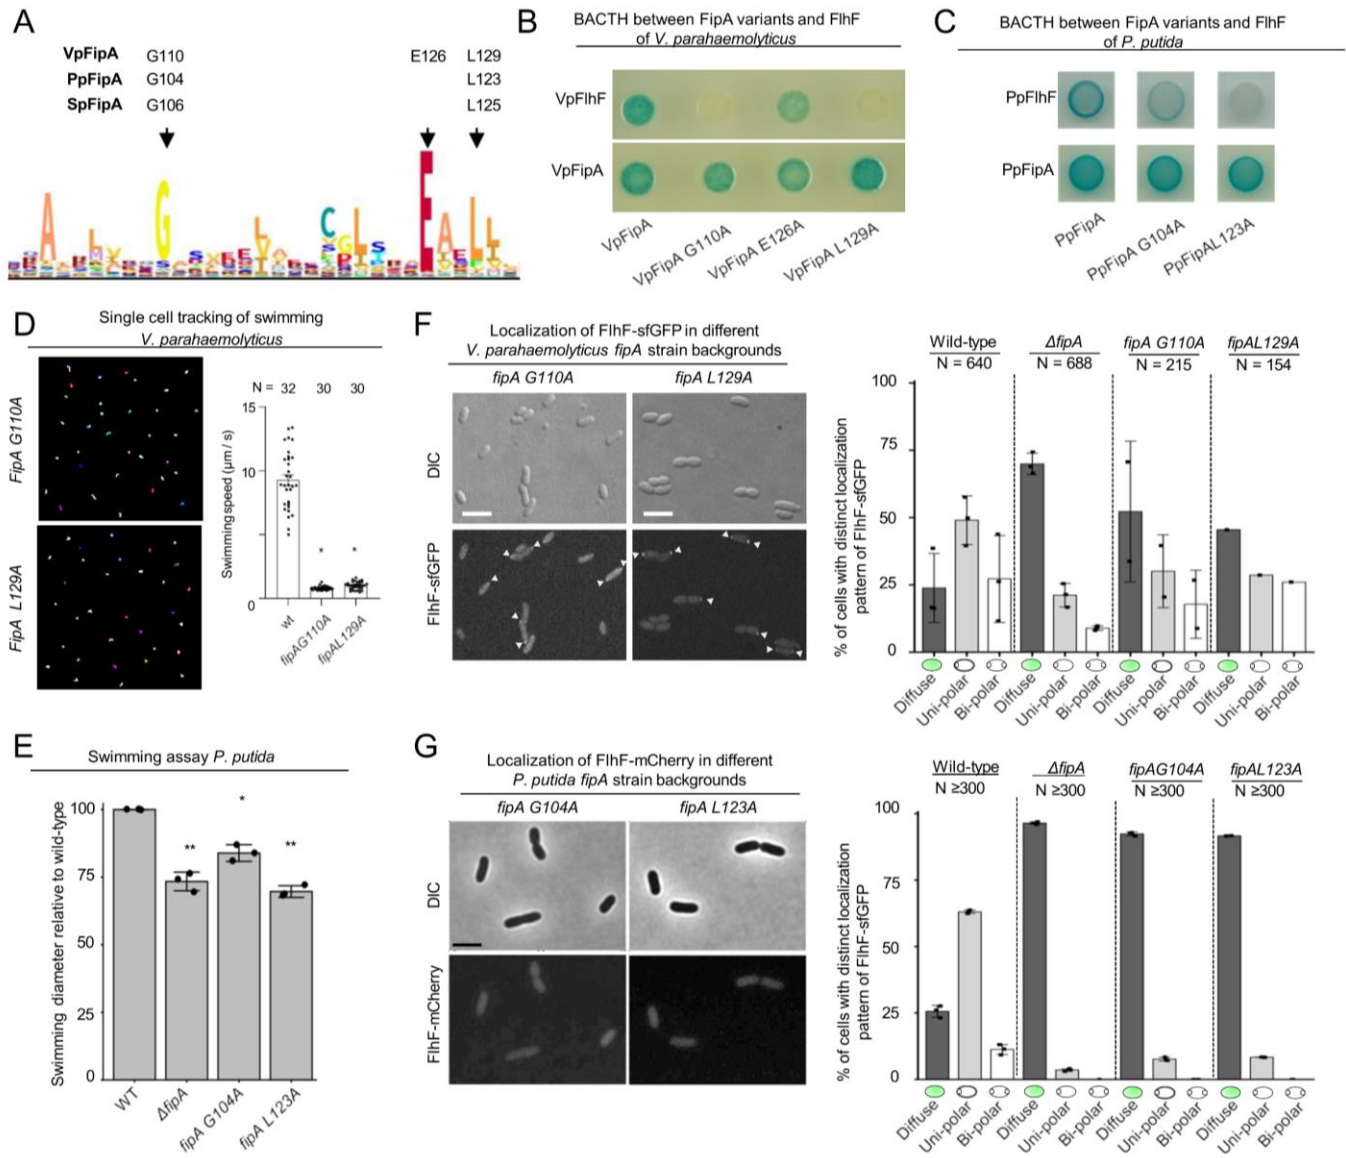 A
VpFipA G110 E126 L129
PpFipA G104 L123
SpFipA G106 L125
B
BACTH between FipA variants and FlhF
of V. parahaemolyticus
VpFlhF
VpFipA
VpFipA
VpFipA G110A
VpFipA E126A
VpFipA L129A
C
BACTH between FipA variants and FlhF
of P. putida
PpFlhF
PpFipA
PpFipA
PpFipA G104A
PpFipAL123A
D
Single cell tracking of swimming
V. parahaemolyticus
FipA G110A
FipA L129A
N = 32 30 30
Swimming speed (µm / s)
15
10
0
* *
wt
fipAG110A
fipAL129A
E
Swimming assay P. putida
Swimming diameter relative to wild-type
100
75
50
25
0
** * **
WT
ΔfipA
fipA G104A
fipA L123A
F
Localization of FlhF-sfGFP in different
V. parahaemolyticus fipA strain backgrounds
fipA G110A fipA L129A
DIC
FlhF-sfGFP
Wild-type ΔfipA fipA G110A fipAL129A
N = 640 N = 688 N = 215 N = 154
% of cells with distinct localization
pattern of FlhF-sfGFP
100
75
50
25
0
Diffuse Uni-polar Bi-polar Diffuse Uni-polar Bi-polar Diffuse Uni-polar Bi-polar Diffuse Uni-polar Bi-polar
G
Localization of FlhF-mCherry in different
P. putida fipA strain backgrounds
fipA G104A fipA L123A
DIC
FlhF-mCherry
Wild-type ΔfipA fipAG104A fipAL123A
N ≥300 N ≥300 N ≥300 N ≥300
% of cells with distinct localization
pattern of FlhF-sfGFP
100
75
50
25
0
Diffuse Uni-polar Bi-polar Diffuse Uni-polar Bi-polar Diffuse Uni-polar Bi-polar Diffuse Uni-polar Bi-polar